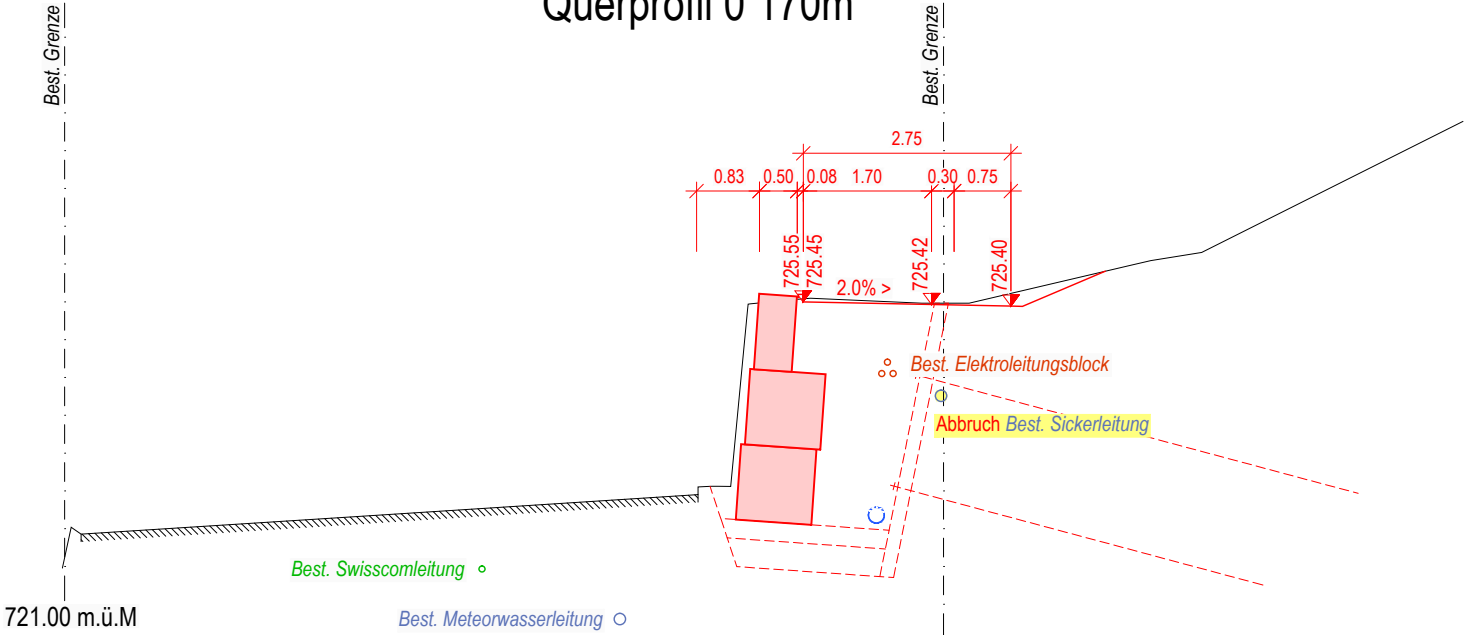 Querprofil 0 170m
Best. Grenze
Best. Grenze
2.75
0.83 0.50 0.08 1.70 0.30 0.75
725.55
725.45
725.42
725.40
2.0% >
Best. Elektroleitungsblock
Abbruch Best. Sickerleitung
Best. Swisscomleitung
721.00 m.ü.M
Best. Meteorwasserleitung